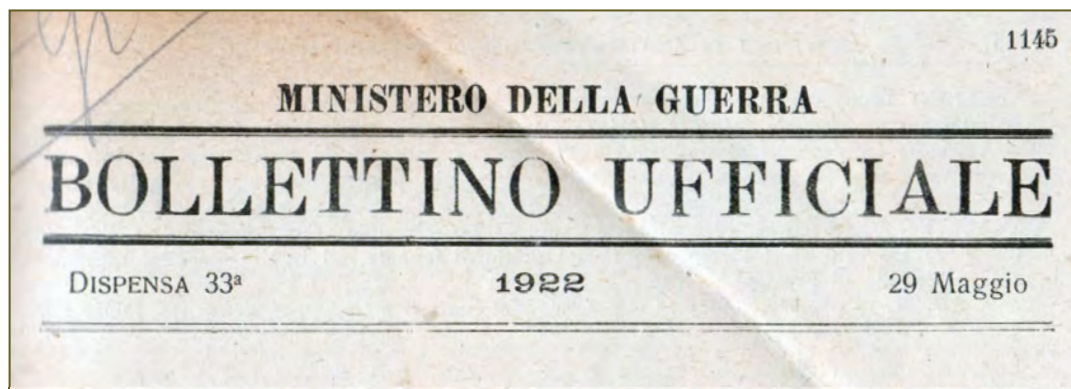 1145
MINISTERO DELLA GUERRA
BOLLETTINO UFFICIALE
DISPENSA 33ª 1922 29 Maggio